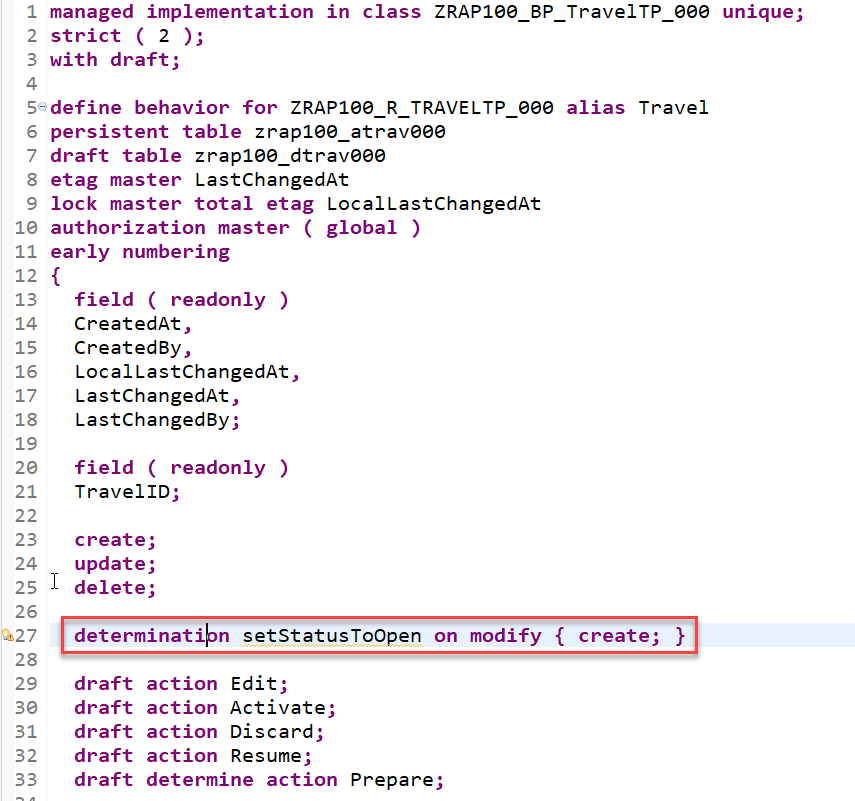 1 managed implementation in class ZRAP100_BP_TravelTP_000 unique;
2 strict ( 2 );
3 with draft;
4
5 define behavior for ZRAP100_R_TRAVELTP_000 alias Travel
6 persistent table zrap100_atrav000
7 draft table zrap100_dtrav000
8 etag master LastChangedAt
9 lock master total etag LocalLastChangedAt
10 authorization master ( global )
11 early numbering
12 {
13 field ( readonly )
14 CreatedAt,
15 CreatedBy,
16 LocalLastChangedAt,
17 LastChangedAt,
18 LastChangedBy;
19
20 field ( readonly )
21 TravelID;
22
23 create;
24 update;
25 delete;
26
27 determination setStatusToOpen on modify { create; }
28
29 draft action Edit;
30 draft action Activate;
31 draft action Discard;
32 draft action Resume;
33 draft determine action Prepare;